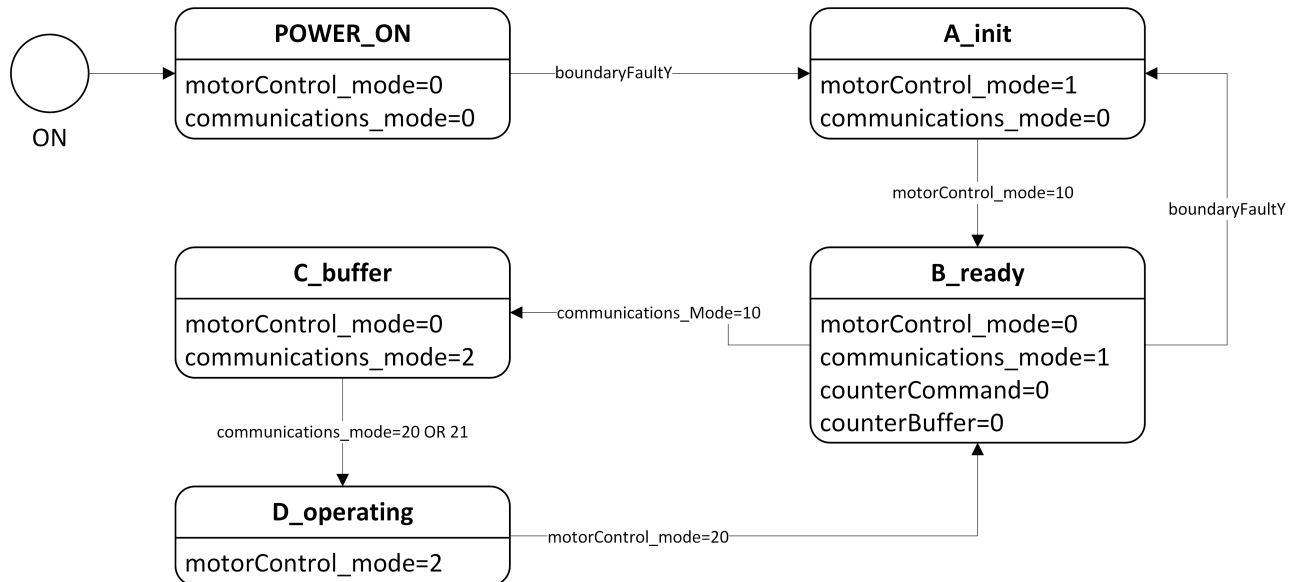 ON
POWER_ON
motorControl_mode=0
communications_mode=0
boundaryFaultY
A_init
motorControl_mode=1
communications_mode=0
motorControl_mode=10
boundaryFaultY
B_ready
motorControl_mode=0
communications_mode=1
counterCommand=0
counterBuffer=0
communications_Mode=10
C_buffer
motorControl_mode=0
communications_mode=2
communications_mode=20 OR 21
D_operating
motorControl_mode=2
motorControl_mode=20